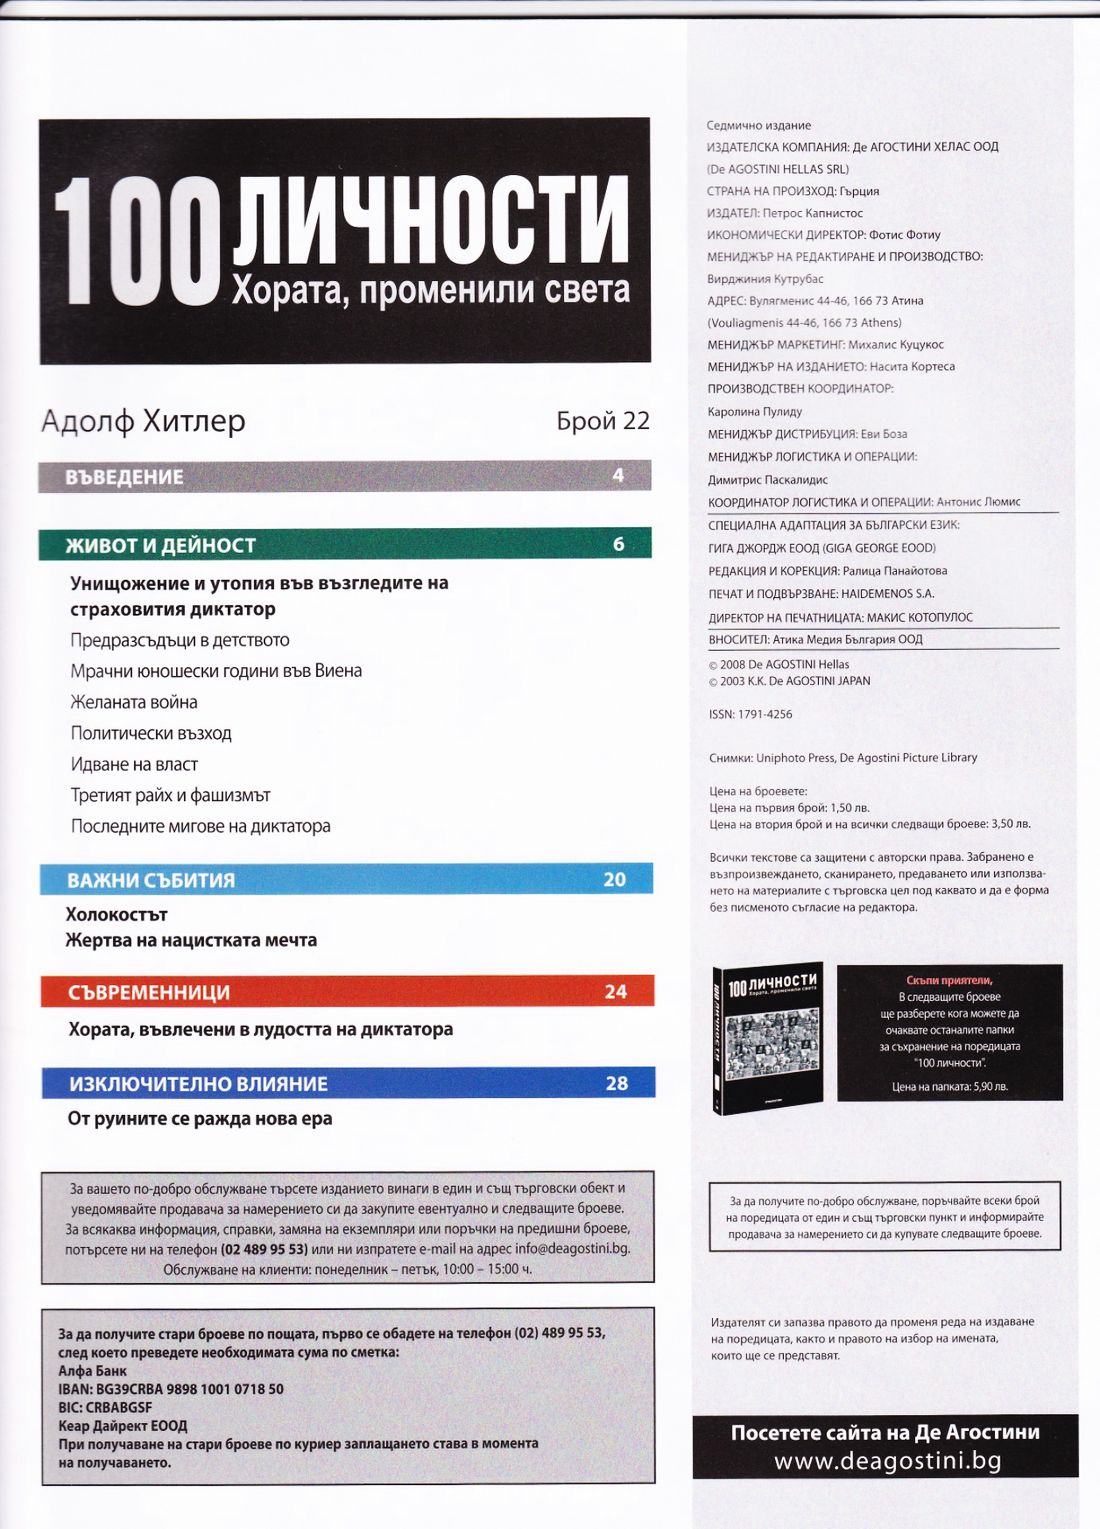 100 ЛИЧНОСТИ
Хората, променили света
Адолф Хитлер
Брой 22
ВЪВЕДЕНИЕ 4
ЖИВОТ И ДЕЙНОСТ 6
Унищожение и утопия във възгледите на
страховития диктатор
Предразсъдъци в детството
Мрачни юношески години във Виена
Желаната война
Политически възход
Идване на власт
Третият райх и фашизмът
Последните мигове на диктатора
ВАЖНИ СЪБИТИЯ 20
Холокостът
Жертва на нацистката мечта
СЪВРЕМЕННИЦИ 24
Хората, въвлечени в лудостта на диктатора
ИЗКЛЮЧИТЕЛНО ВЛИЯНИЕ 28
От руините се ражда нова ера
За вашето по-добро обслужване търсете изданието винаги в един и същ търговски обект и
уведомявайте продавача за намерението си да закупите евентуално и следващите броеве.
За всякаква информация, справки, замяна на екземпляри или поръчки на предишни броеве,
потърсете ни на телефон (02 489 95 53) или ни изпратете e-mail на адрес info@deagostini.bg.
Обслужване на клиенти: понеделник – петък, 10:00 – 15:00 ч.
За да получите стари броеве по пощата, първо се обадете на телефон (02) 489 95 53,
след което преведете необходимата сума по сметка:
Алфа Банк
IBAN: BG39CRBA 9898 1001 0718 50
BIC: CRBABGSF
Кеар Дайрект ЕООД
При получаване на стари броеве по куриер заплащането става в момента
на получаването.
Седмично издание
ИЗДАТЕЛСКА КОМПАНИЯ: Де АГОСТИНИ ХЕЛАС ООД
(De AGOSTINI HELLAS SRL)
СТРАНА НА ПРОИЗХОД: Гърция
ИЗДАТЕЛ: Петрос Капнистос
ИКОНОМИЧЕСКИ ДИРЕКТОР: Фотис Фотиу
МЕНИДЖЪР НА РЕДАКТИРАНЕ И ПРОИЗВОДСТВО:
Вирджиния Кутрубас
АДРЕС: Вулягменис 44-46, 166 73 Атина
(Vouliagmenis 44-46, 166 73 Athens)
МЕНИДЖЪР МАРКЕТИНГ: Михалис Куцукос
МЕНИДЖЪР НА ИЗДАНИЕТО: Насита Кортеса
ПРОИЗВОДСТВЕН КООРДИНАТОР:
Каролина Пулиду
МЕНИДЖЪР ДИСТРИБУЦИЯ: Еви Боза
МЕНИДЖЪР ЛОГИСТИКА И ОПЕРАЦИИ:
Димитрис Паскалидис
КООРДИНАТОР ЛОГИСТИКА И ОПЕРАЦИИ: Антонис Люмис
СПЕЦИАЛНА АДАПТАЦИЯ ЗА БЪЛГАРСКИ ЕЗИК:
ГИГА ДЖОРДЖ ЕООД (GIGA GEORGE EOOD)
РЕДАКЦИЯ И КОРЕКЦИЯ: Ралица Панайотова
ПЕЧАТ И ПОДВЪРЗВАНЕ: HAIDEMENOS S.A.
ДИРЕКТОР НА ПЕЧАТНИЦАТА: МАКИС КОТОПУЛОС
ВНОСИТЕЛ: Атика Медия България ООД
© 2008 De AGOSTINI Hellas
© 2003 K.K. De AGOSTINI JAPAN
ISSN: 1791-4256
Снимки: Uniphoto Press, De Agostini Picture Library
Цена на броевете:
Цена на първия брой: 1,50 лв.
Цена на втория брой и на всички следващи броеве: 3,50 лв.
Всички текстове са защитени с авторски права. Забранено е
възпроизвеждането, сканирането, предаването или използва-
нето на материалите с търговска цел под каквато и да е форма
без писменото съгласие на редактора.
100 ЛИЧНОСТИ
Хората, променили света
100 ЛИЧНОСТИ
Скъпи приятели,
В следващите броеве
ще разберете кога можете да
очаквате останалите папки
за съхранение на поредицата
"100 личности".
Цена на папката: 5,90 лв.
За да получите по-добро обслужване, поръчвайте всеки брой
на поредицата от един и същ търговски пункт и информирайте
продавача за намерението си да купувате следващите броеве.
Издателят си запазва правото да променя реда на издаване
на поредицата, както и правото на избор на имената,
които ще се представят.
Посетете сайта на Де Агостини
www.deagostini.bg